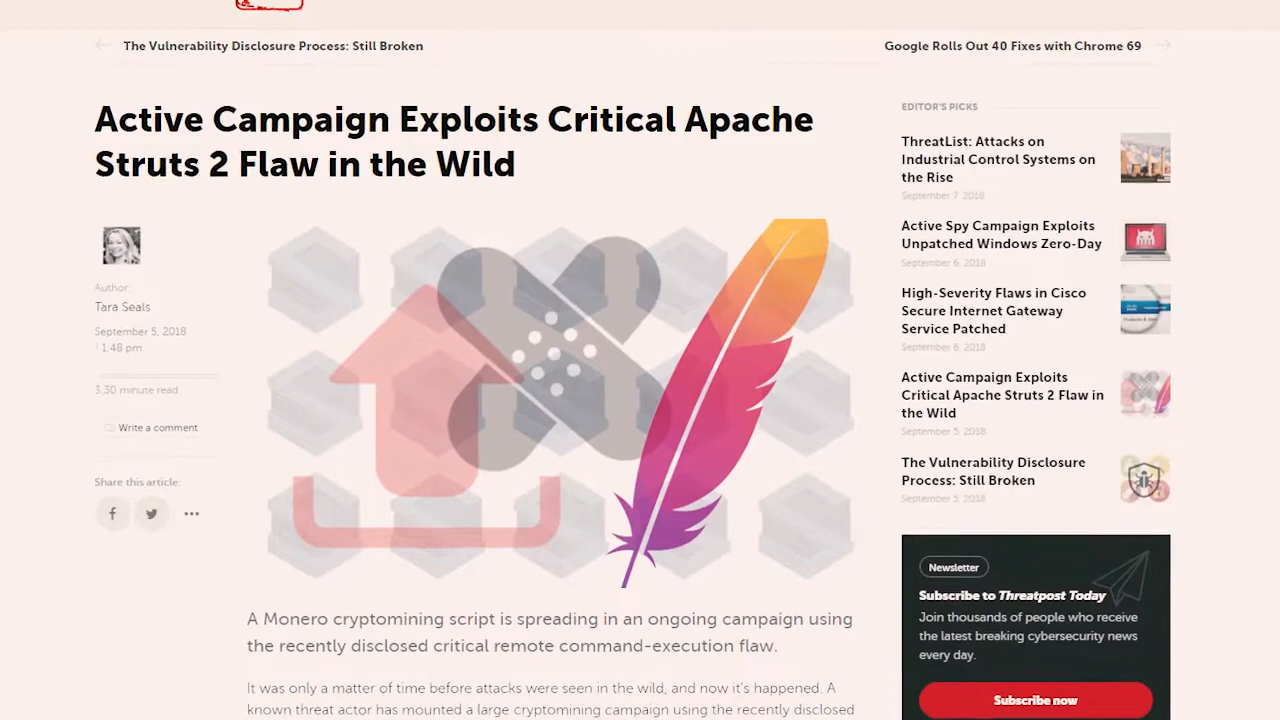 The Vulnerability Disclosure Process: Still Broken
Google Rolls Out 40 Fixes with Chrome 69
Active Campaign Exploits Critical Apache
Struts 2 Flaw in the Wild
Author:
Tara Seals
September 5, 2018
1:48 pm
3:30 minute read
Write a comment
Share this article:
A Monero cryptomining script is spreading in an ongoing campaign using
the recently disclosed critical remote command-execution flaw.
It was only a matter of time before attacks were seen in the wild, and now it's happened. A
known threat actor has mounted a large cryptomining campaign using the recently disclosed
EDITOR'S PICKS
ThreatList: Attacks on
Industrial Control Systems on
the Rise
September 7, 2018
Active Spy Campaign Exploits
Unpatched Windows Zero-Day
September 6, 2018
High-Severity Flaws in Cisco
Secure Internet Gateway
Service Patched
September 6, 2018
Active Campaign Exploits
Critical Apache Struts 2 Flaw in
the Wild
September 5, 2018
The Vulnerability Disclosure
Process: Still Broken
September 5, 2018
Newsletter
Subscribe to Threatpost Today
Join thousands of people who receive
the latest breaking cybersecurity news
every day.
Subscribe now